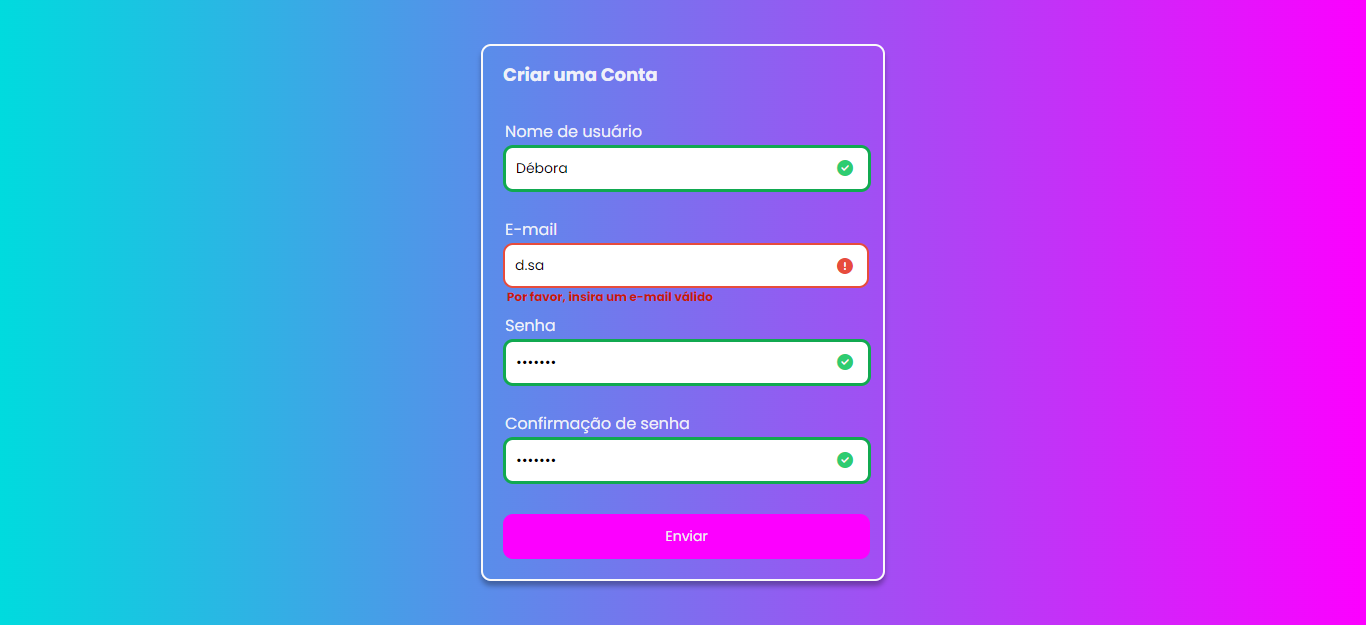 Criar uma Conta
Nome de usuário
Débora
E-mail
d.sa
Por favor, insira um e-mail válido
Senha
•••••••
Confirmação de senha
•••••••
Enviar